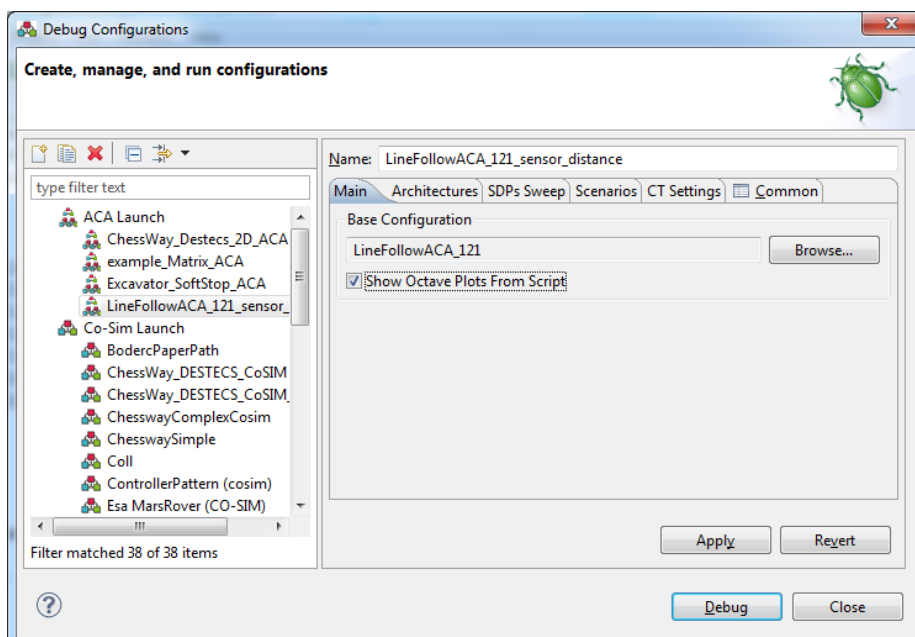 Debug Configurations
Create, manage, and run configurations
type filter text
ACA Launch
ChessWay_Destecs_2D_ACA
example_Matrix_ACA
Excavator_SoftStop_ACA
LineFollowACA_121_sensor_
Co-Sim Launch
BodercPaperPath
ChessWay_DESTECS_CoSIM
ChessWay_DESTECS_CoSIM_
ChesswayComplexCosim
ChesswaySimple
Coll
ControllerPattern (cosim)
Esa MarsRover (CO-SIM)
Filter matched 38 of 38 items
Name: LineFollowACA_121_sensor_distance
Main Architectures SDPs Sweep Scenarios CT Settings Common
Base Configuration
LineFollowACA_121 Browse...
Show Octave Plots From Script
Apply Revert
? Debug Close